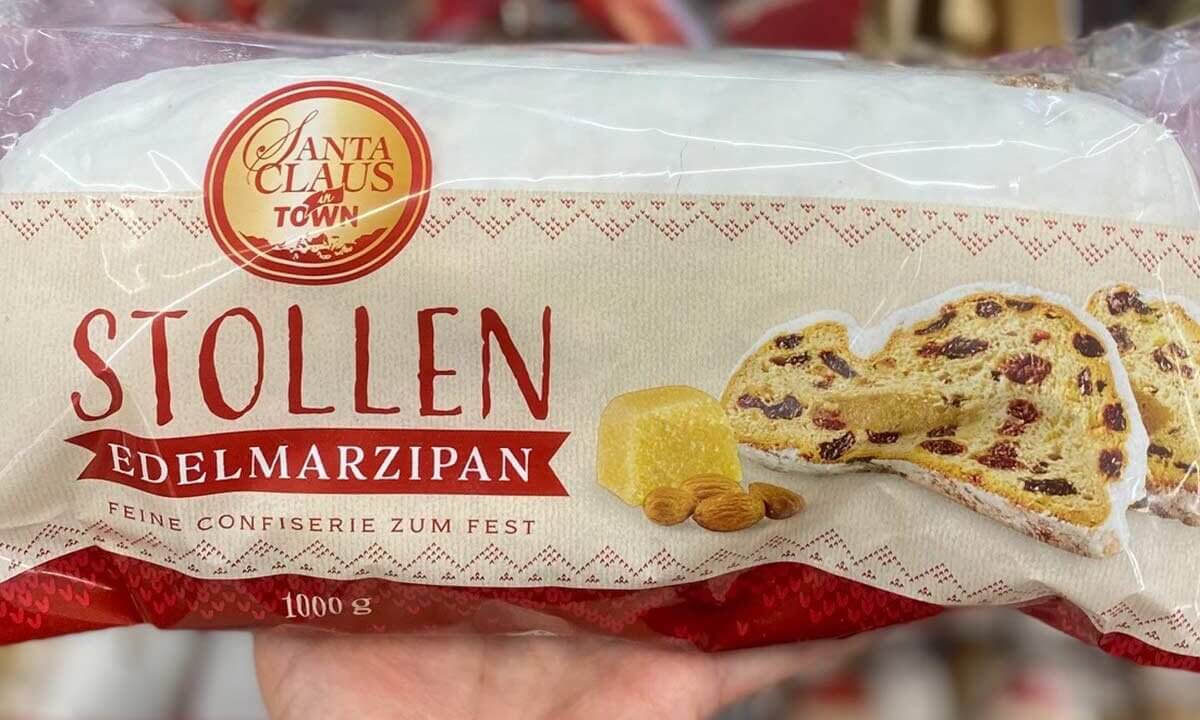 SANTA
CLAUS
in
TOWN
STOLLEN
EDELMARZIPAN
FEINE CONFISERIE ZUM FEST
1000 g